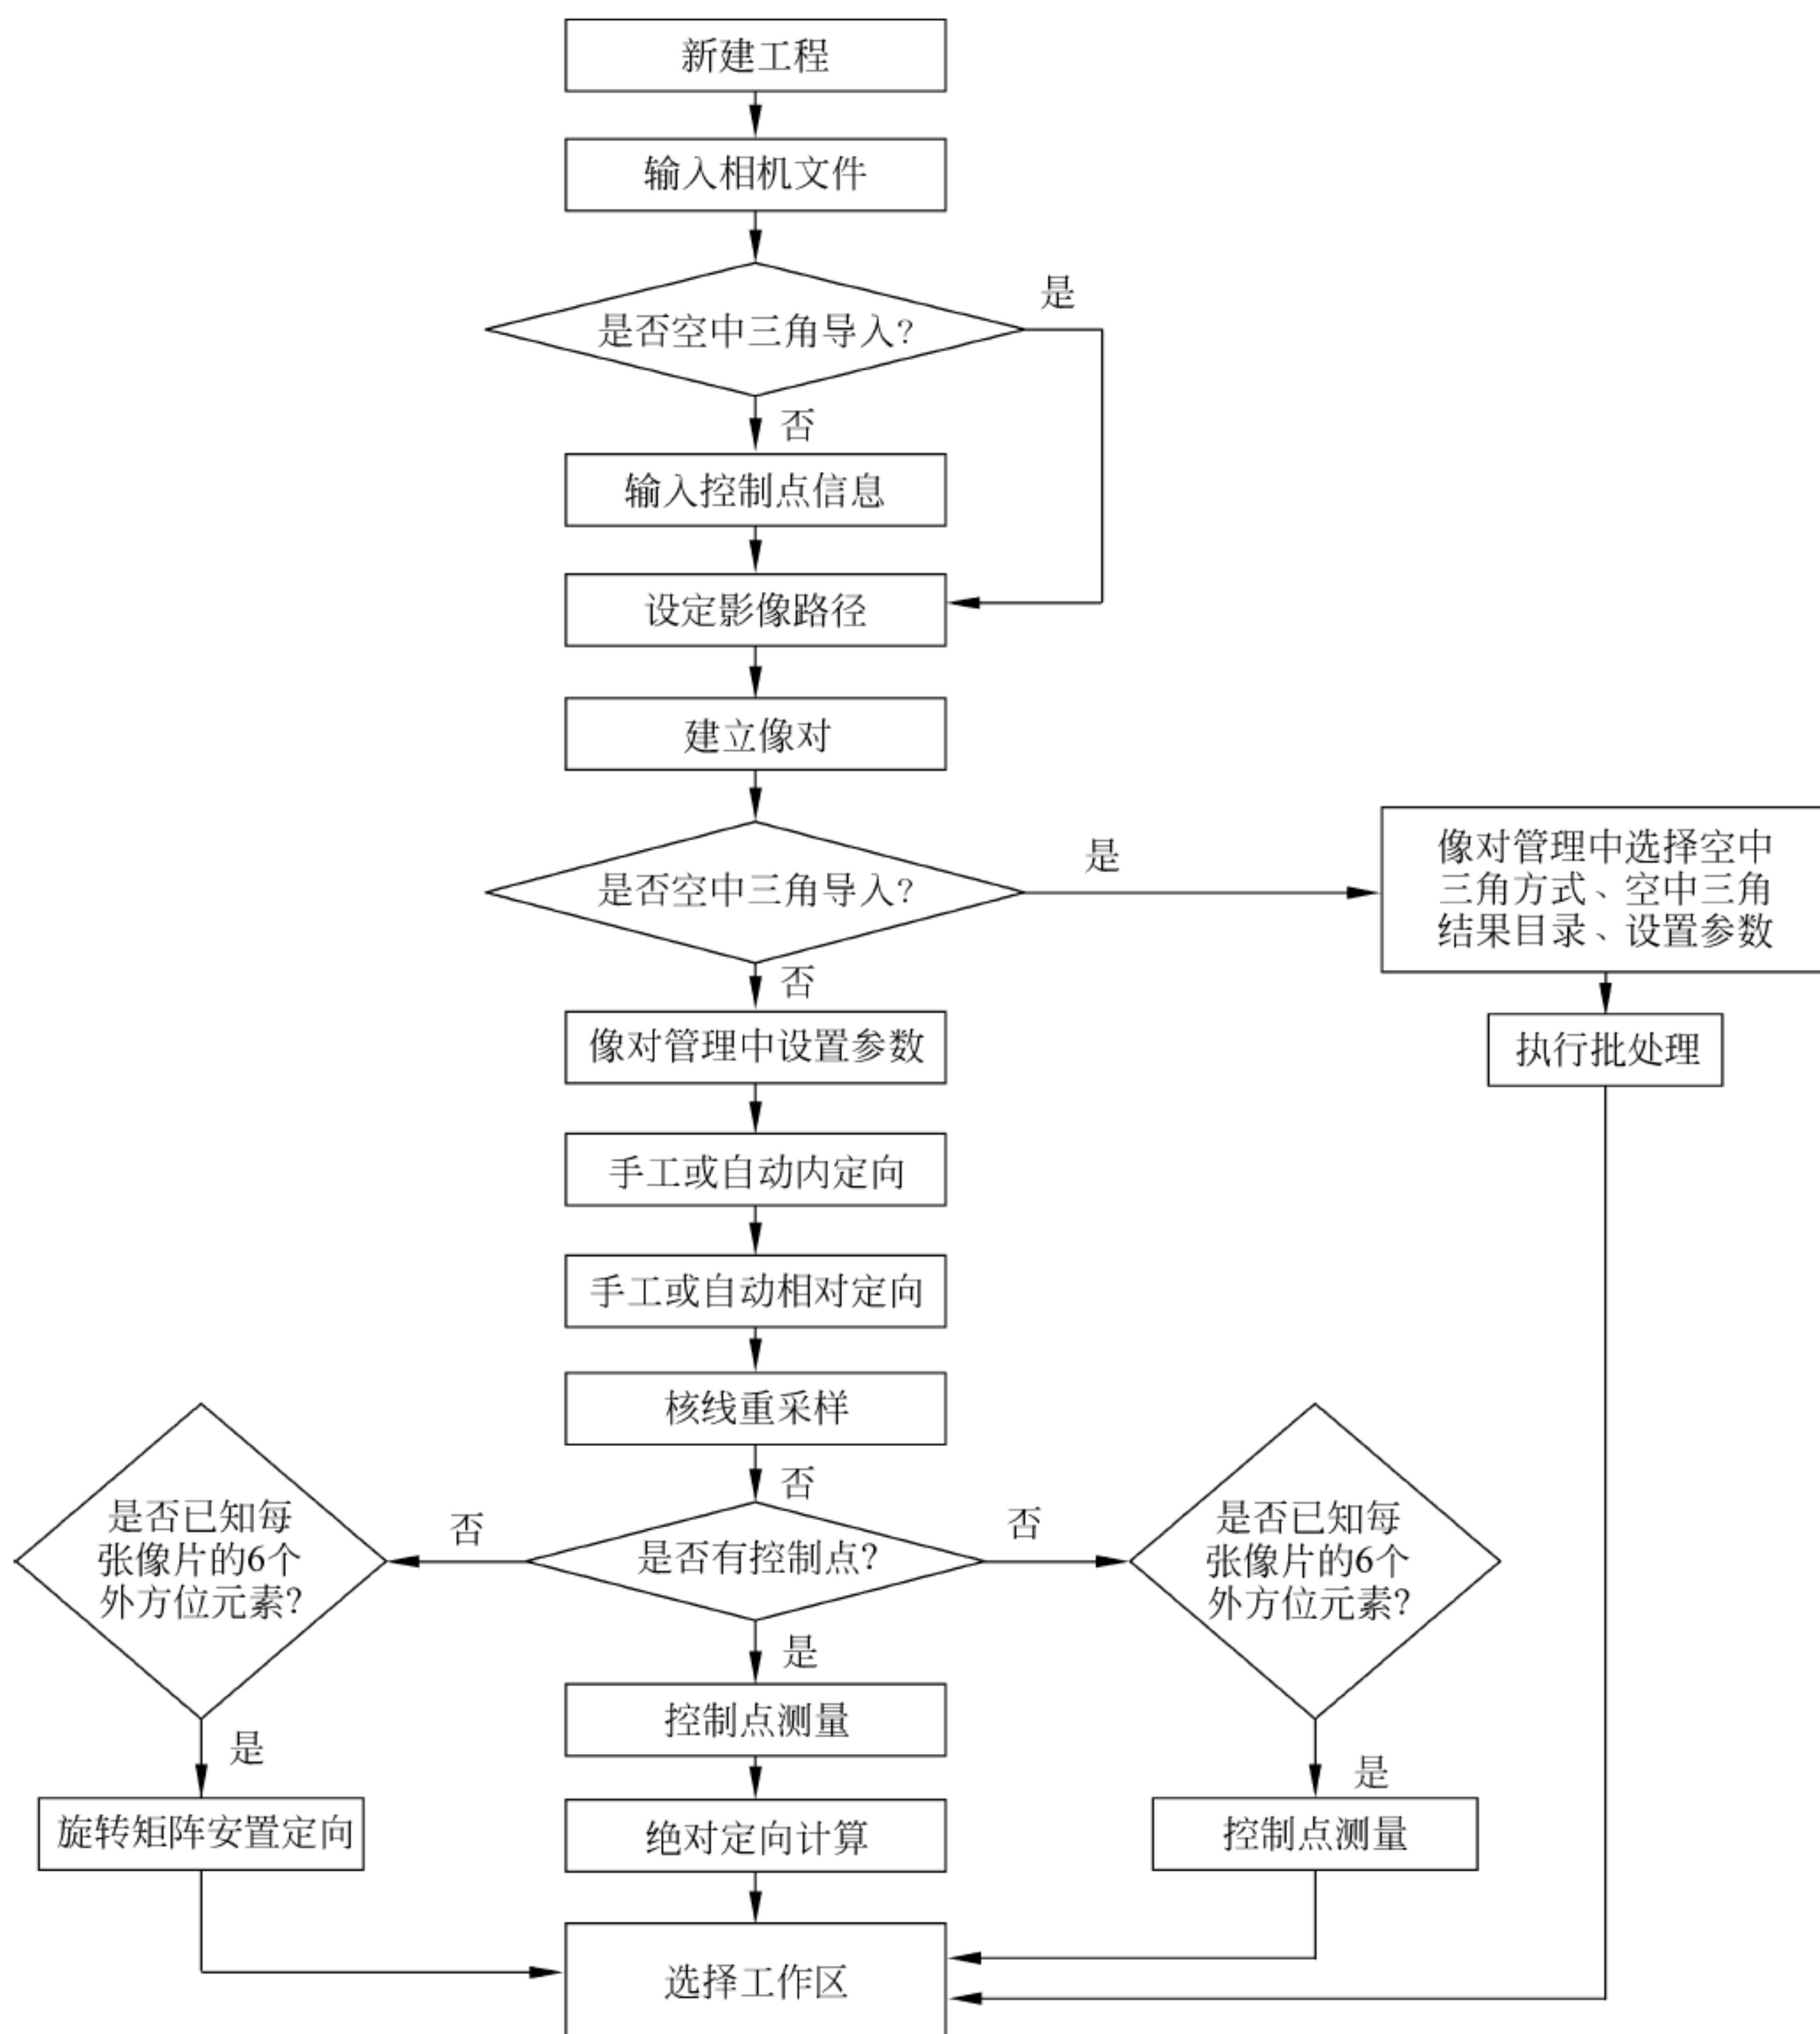 新建工程
输入相机文件
是
是否空中三角导入?
否
输入控制点信息
设定影像路径
建立像对
是否空中三角导入?
是
像对管理中选择空中
三角方式、空中三角
结果目录、设置参数
否
像对管理中设置参数
执行批处理
手工或自动内定向
手工或自动相对定向
核线重采样
否
是否已知每
张像片的6个
外方位元素?
否
是否有控制点?
否
是否已知每
张像片的6个
外方位元素?
是
控制点测量
是
是
旋转矩阵安置定向
绝对定向计算
控制点测量
选择工作区